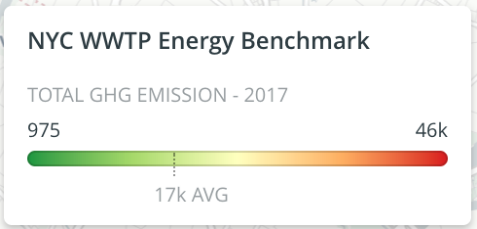 NYC WWTP Energy Benchmark
TOTAL GHG EMISSION - 2017
975 46k
17k AVG